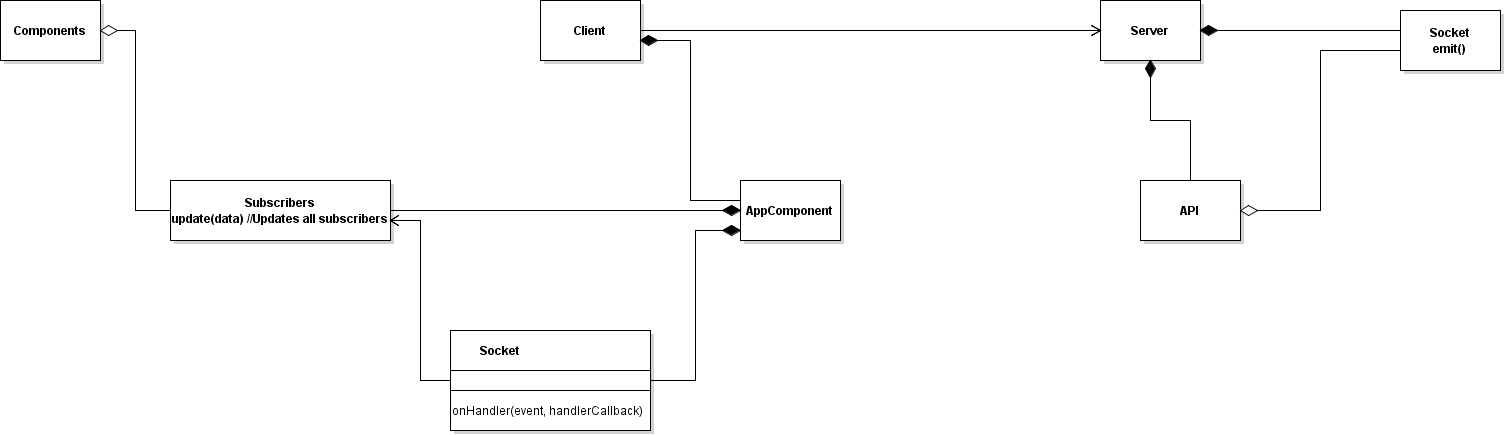 Components
Client
Server
Socket
emit()
Subscribers
update(data) //Updates all subscribers
AppComponent
API
Socket
onHandler(event, handlerCallback)